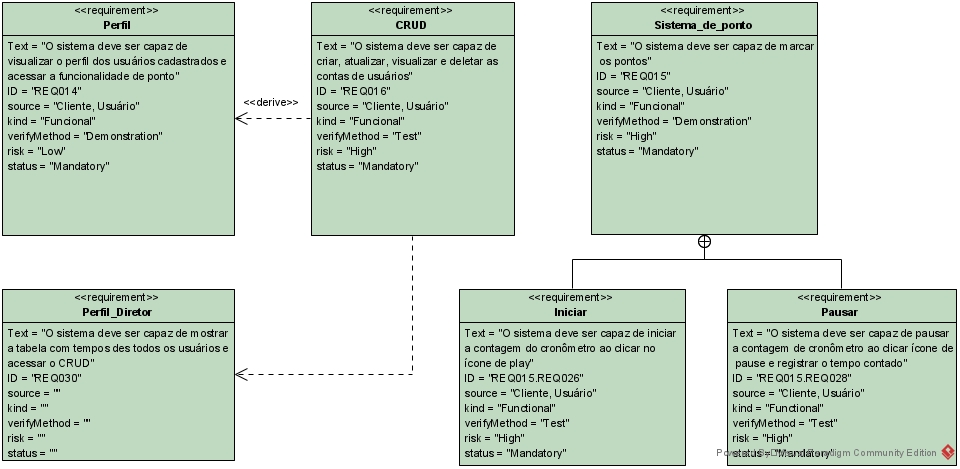 <<requirement>>
Perfil
Text = "O sistema deve ser capaz de
visualizar o perfil dos usuários cadastrados e
acessar a funcionalidade de ponto"
ID = "REQ014"
source = "Cliente, Usuário"
kind = "Funcional"
verifyMethod = "Demonstration"
risk = "Low"
status = "Mandatory"
<<derive>>
<<requirement>>
CRUD
Text = "O sistema deve ser capaz de
criar, atualizar, visualizar e deletar as
contas de usuários"
ID = "REQ016"
source = "Cliente, Usuário"
kind = "Funcional"
verifyMethod = "Test"
risk = "High"
status = "Mandatory"
<<requirement>>
Sistema_de_ponto
Text = "O sistema deve ser capaz de marcar
os pontos"
ID = "REQ015"
source = "Cliente, Usuário"
kind = "Funcional"
verifyMethod = "Demonstration"
risk = "High"
status = "Mandatory"
<<requirement>>
Perfil_Diretor
Text = "O sistema deve ser capaz de mostrar
a tabela com tempos des todos os usuários e
acessar o CRUD"
ID = "REQ030"
source = ""
kind = ""
verifyMethod = ""
risk = ""
status = ""
<<requirement>>
Iniciar
Text = "O sistema deve ser capaz de iniciar
a contagem do cronômetro ao clicar no
ícone de play"
ID = "REQ015.REQ026"
source = "Cliente, Usuário"
kind = "Functional"
verifyMethod = "Test"
risk = "High"
status = "Mandatory"
<<requirement>>
Pausar
Text = "O sistema deve ser capaz de pausar
a contagem de cronômetro ao clicar ícone de
pause e registrar o tempo contado"
ID = "REQ015.REQ028"
source = "Cliente, Usuário"
kind = "Functional"
verifyMethod = "Test"
risk = "High"
status = "Mandatory"
Powered By Visual Paradigm Community Edition